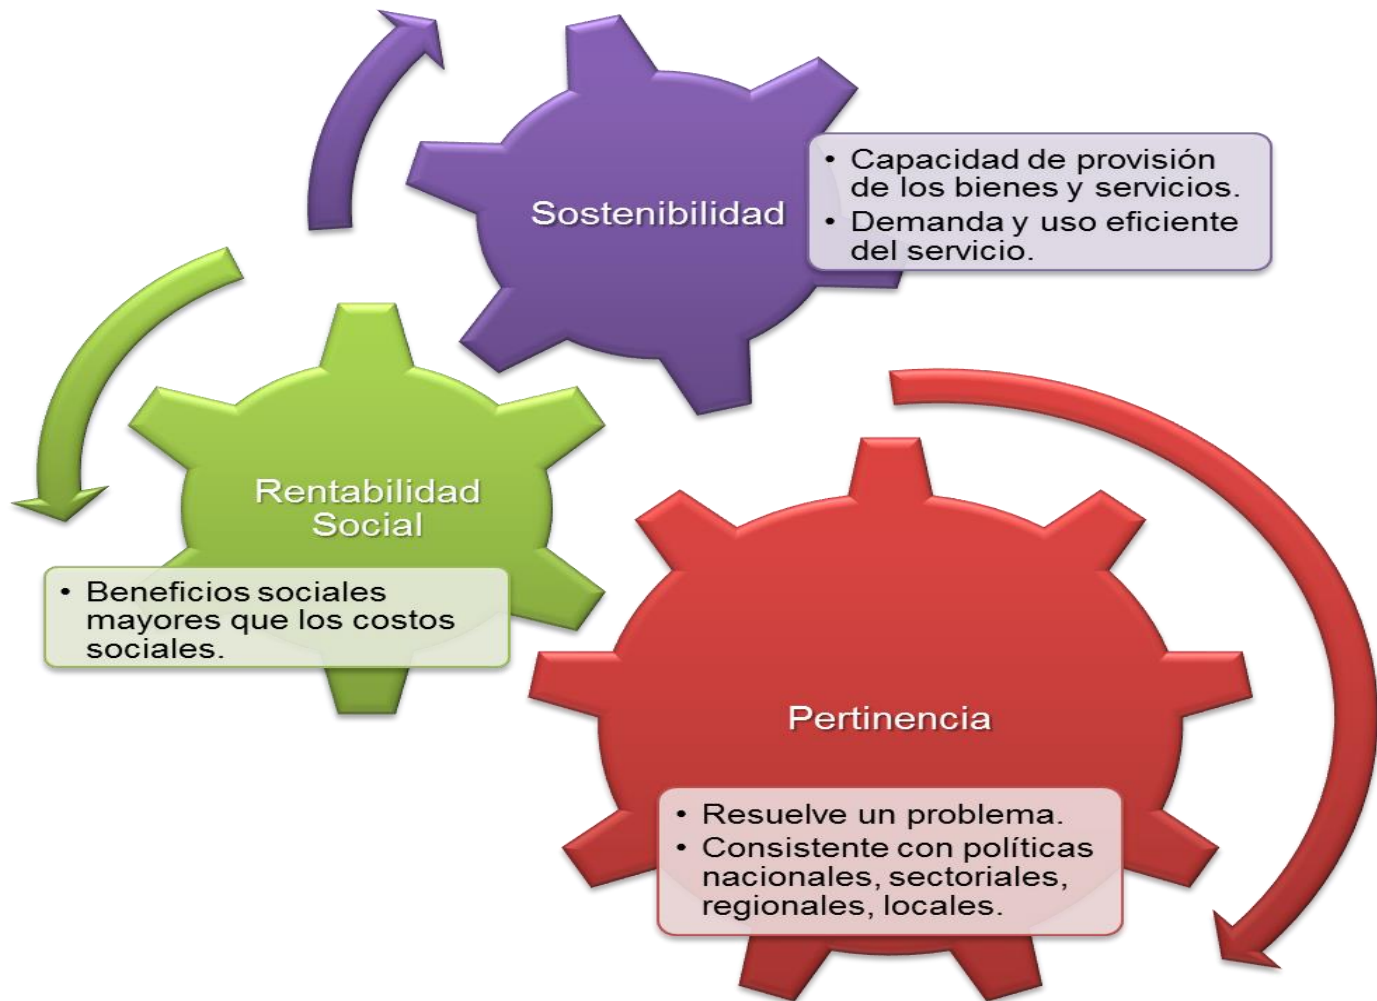 Sostenibilidad
• Capacidad de provisión
de los bienes y servicios.
• Demanda y uso eficiente
del servicio.
Rentabilidad
Social
• Beneficios sociales
mayores que los costos
sociales.
Pertinencia
• Resuelve un problema.
• Consistente con políticas
nacionales, sectoriales,
regionales, locales.